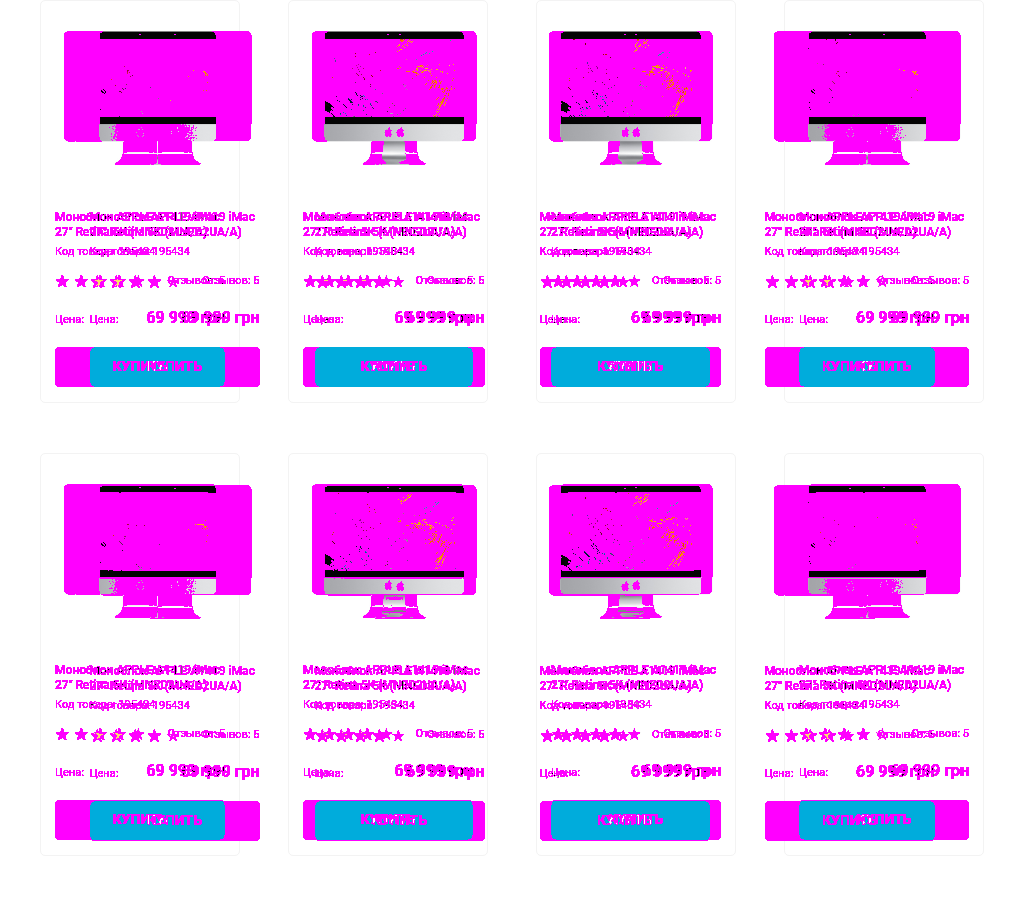 Моноблок APPLE A1419 iMac
27" Retina 5K (MNED2UA/A)
Код товара: 195434
Отзывов: 5
Цена: 69 999 грн
КУПИТЬ
Моноблок APPLE A1419 iMac
27" Retina 5K (MNED2UA/A)
Код товара: 195434
Отзывов: 5
Цена: 69 999 грн
КУПИТЬ
Моноблок APPLE A1419 iMac
27" Retina 5K (MNED2UA/A)
Код товара: 195434
Отзывов: 5
Цена: 69 999 грн
КУПИТЬ
Моноблок APPLE A1419 iMac
27" Retina 5K (MNED2UA/A)
Код товара: 195434
Отзывов: 5
Цена: 69 999 грн
КУПИТЬ
Моноблок APPLE A1419 iMac
27" Retina 5K (MNED2UA/A)
Код товара: 195434
Отзывов: 5
Цена: 69 999 грн
КУПИТЬ
Моноблок APPLE A1419 iMac
27" Retina 5K (MNED2UA/A)
Код товара: 195434
Отзывов: 5
Цена: 69 999 грн
КУПИТЬ
Моноблок APPLE A1419 iMac
27" Retina 5K (MNED2UA/A)
Код товара: 195434
Отзывов: 5
Цена: 69 999 грн
КУПИТЬ
Моноблок APPLE A1419 iMac
27" Retina 5K (MNED2UA/A)
Код товара: 195434
Отзывов: 5
Цена: 69 999 грн
КУПИТЬ